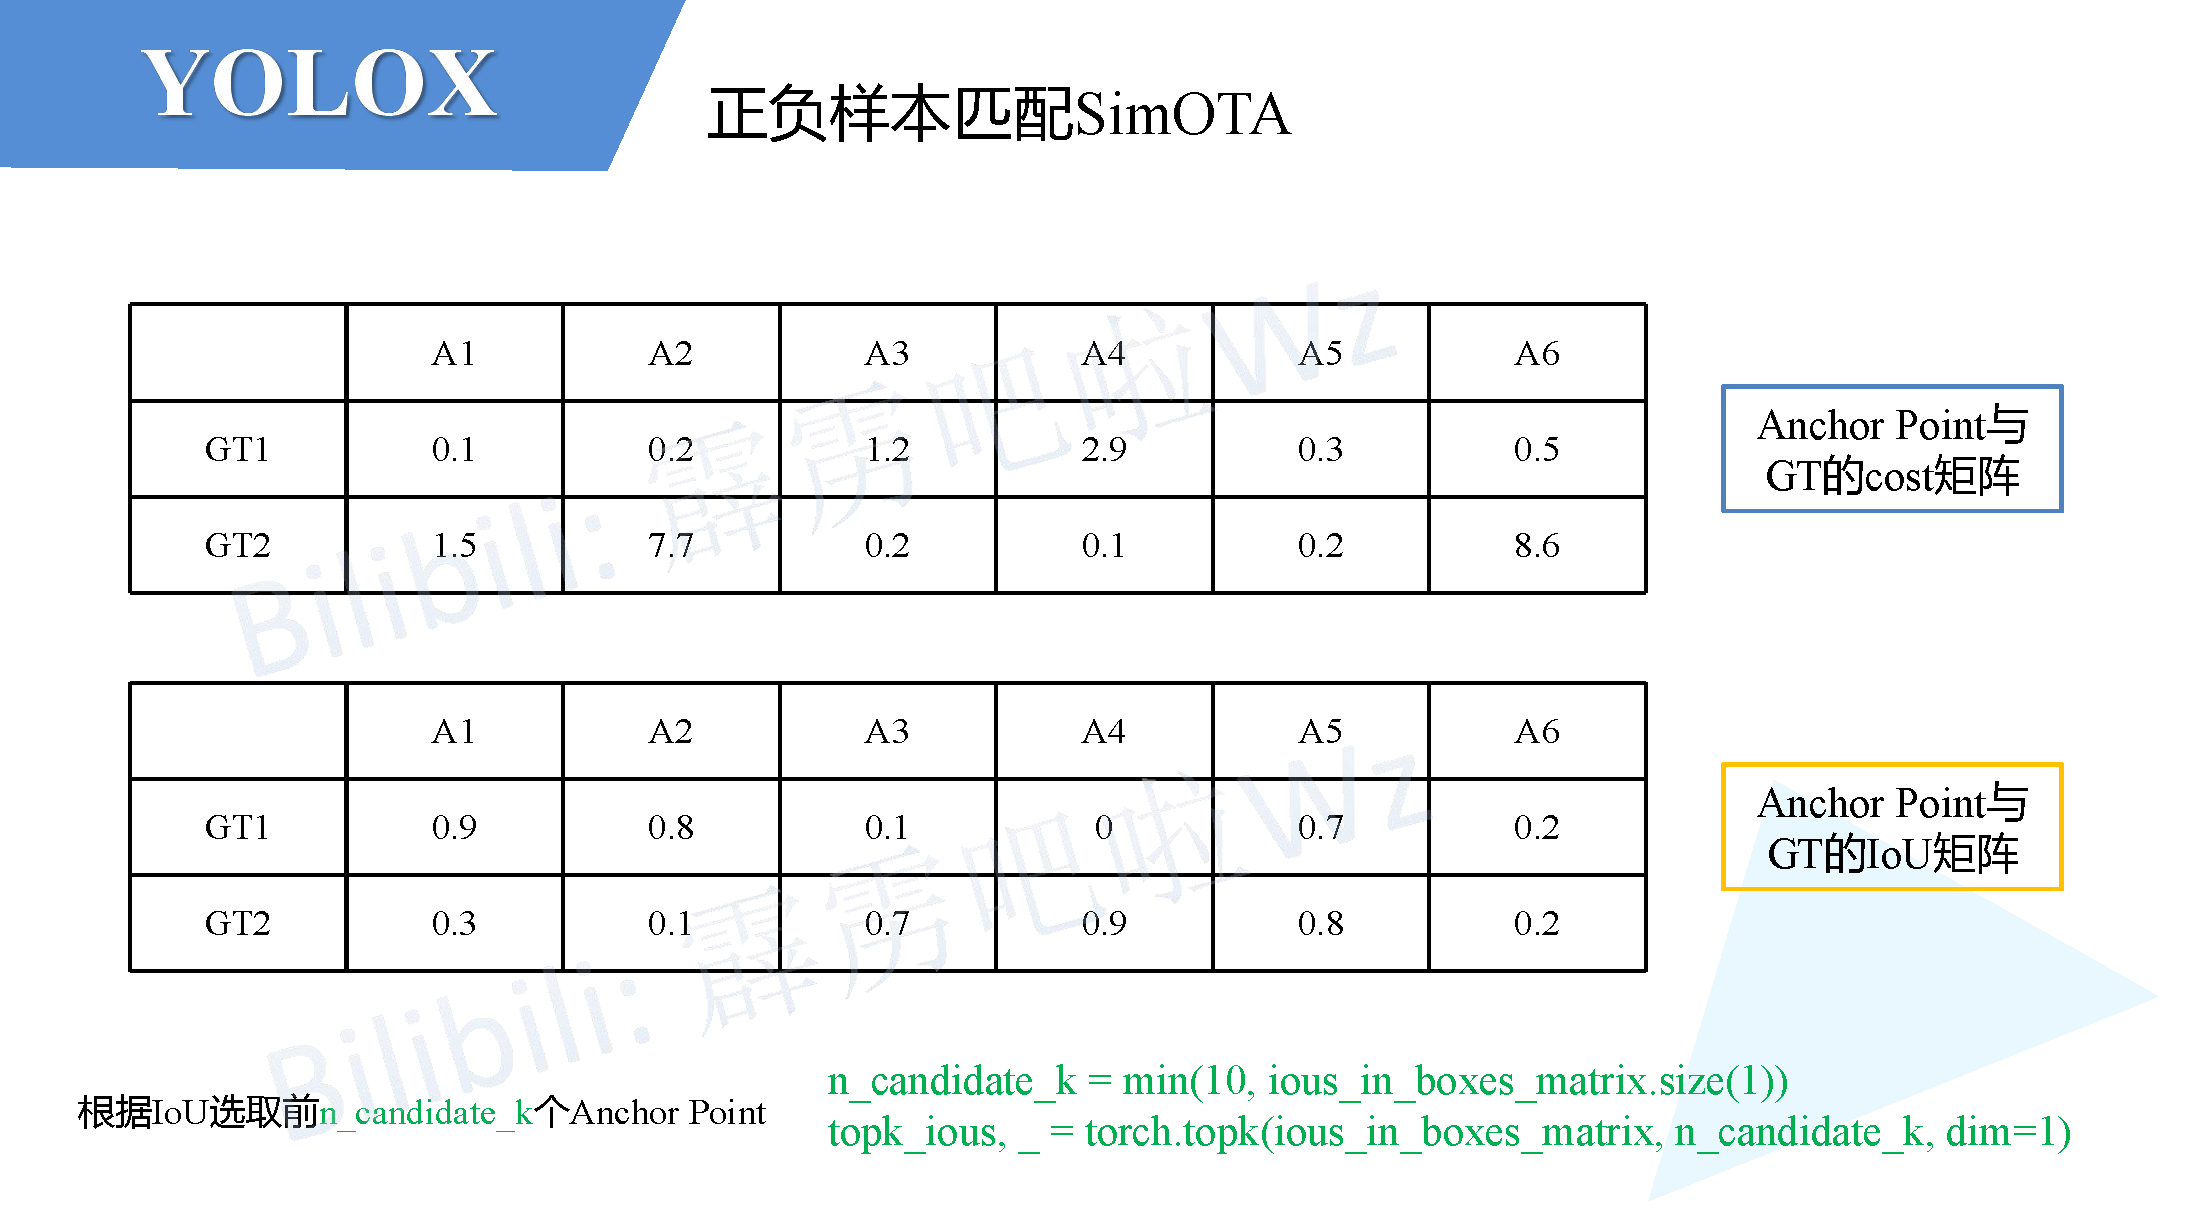 YOLOX
正负样本匹配SimOTA
A1 A2 A3 A4 A5 A6
GT1 0.1 0.2 1.2 2.9 0.3 0.5
GT2 1.5 7.7 0.2 0.1 0.2 8.6
Anchor Point与
GT的cost矩阵
A1 A2 A3 A4 A5 A6
GT1 0.9 0.8 0.1 0 0.7 0.2
GT2 0.3 0.1 0.7 0.9 0.8 0.2
Anchor Point与
GT的IoU矩阵
根据IoU选取前n_candidate_k个Anchor Point
n_candidate_k = min(10, ious_in_boxes_matrix.size(1))
topk_ious, _ = torch.topk(ious_in_boxes_matrix, n_candidate_k, dim=1)
Bilibili: 霹雳吧啦Wz
Bilibili: 霹雳吧啦Wz